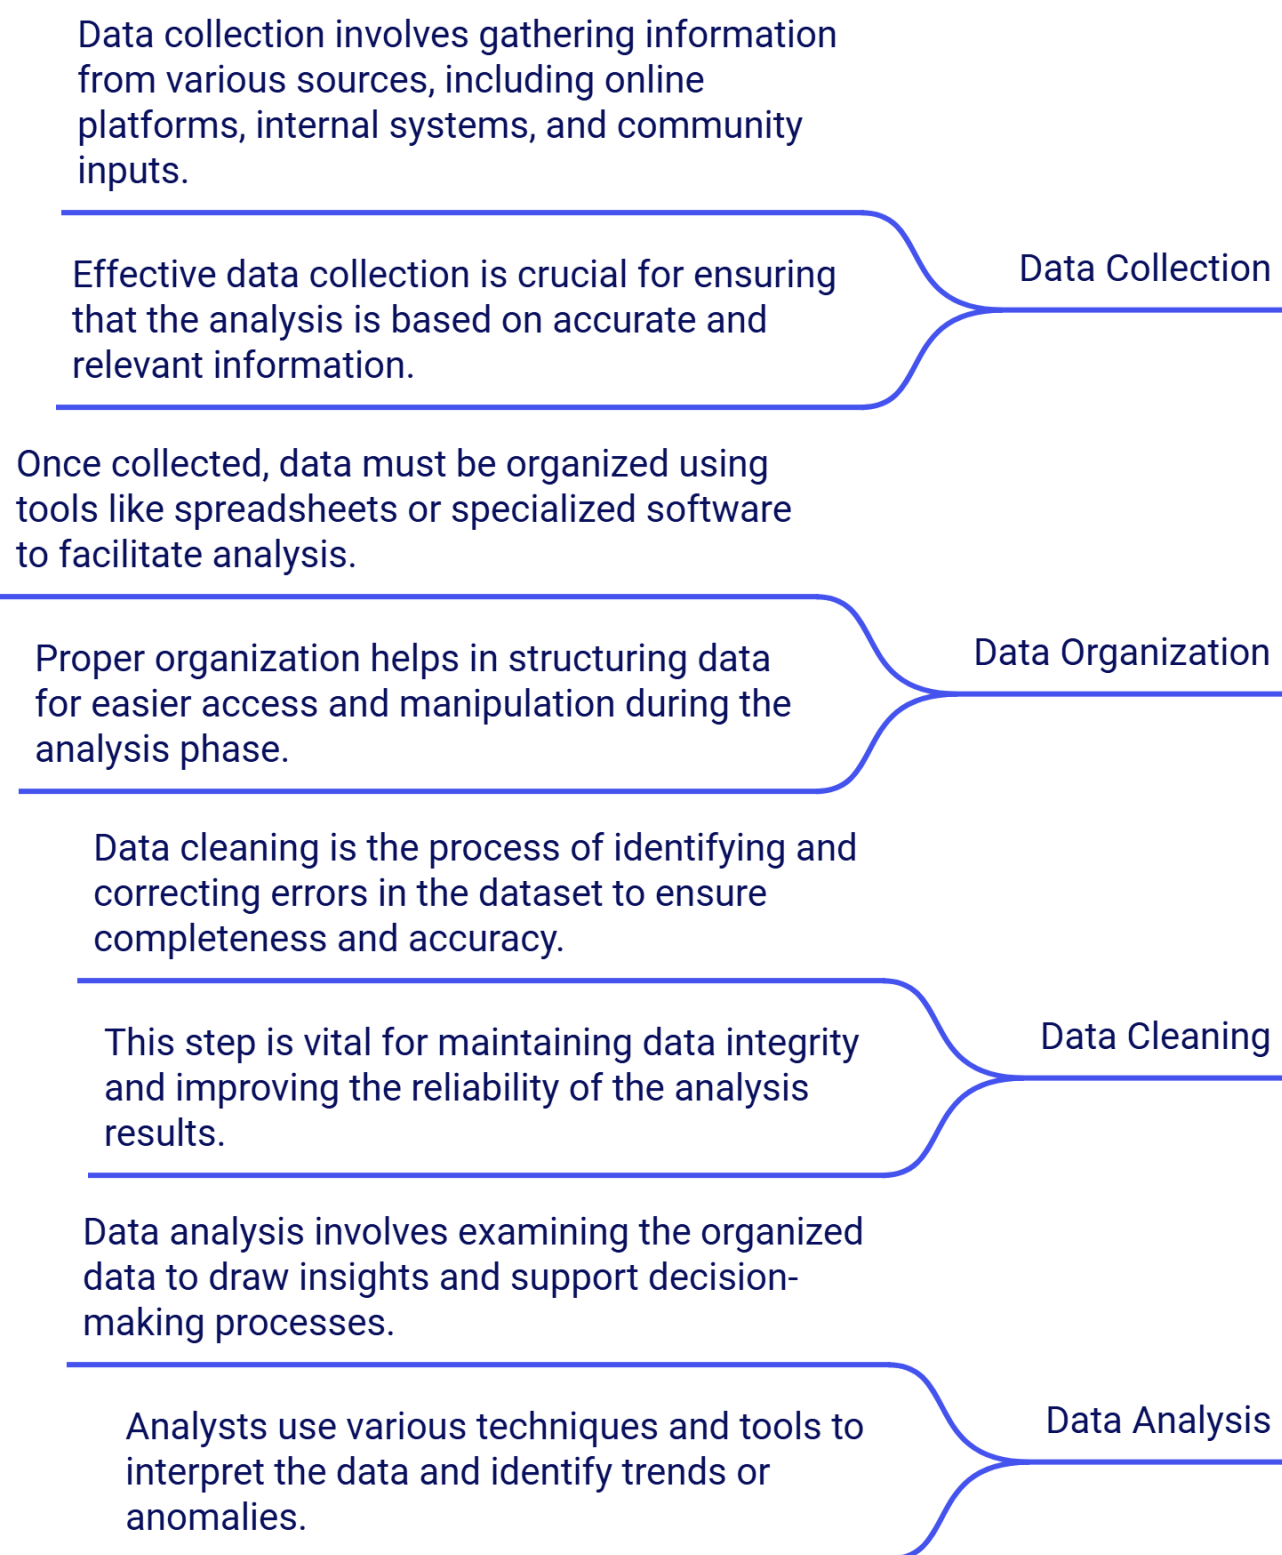 Data collection involves gathering information
from various sources, including online
platforms, internal systems, and community
inputs.
Effective data collection is crucial for ensuring
that the analysis is based on accurate and
relevant information.
Data Collection
Once collected, data must be organized using
tools like spreadsheets or specialized software
to facilitate analysis.
Proper organization helps in structuring data
for easier access and manipulation during the
analysis phase.
Data Organization
Data cleaning is the process of identifying and
correcting errors in the dataset to ensure
completeness and accuracy.
This step is vital for maintaining data integrity
and improving the reliability of the analysis
results.
Data Cleaning
Data analysis involves examining the organized
data to draw insights and support decision-
making processes.
Analysts use various techniques and tools to
interpret the data and identify trends or
anomalies.
Data Analysis